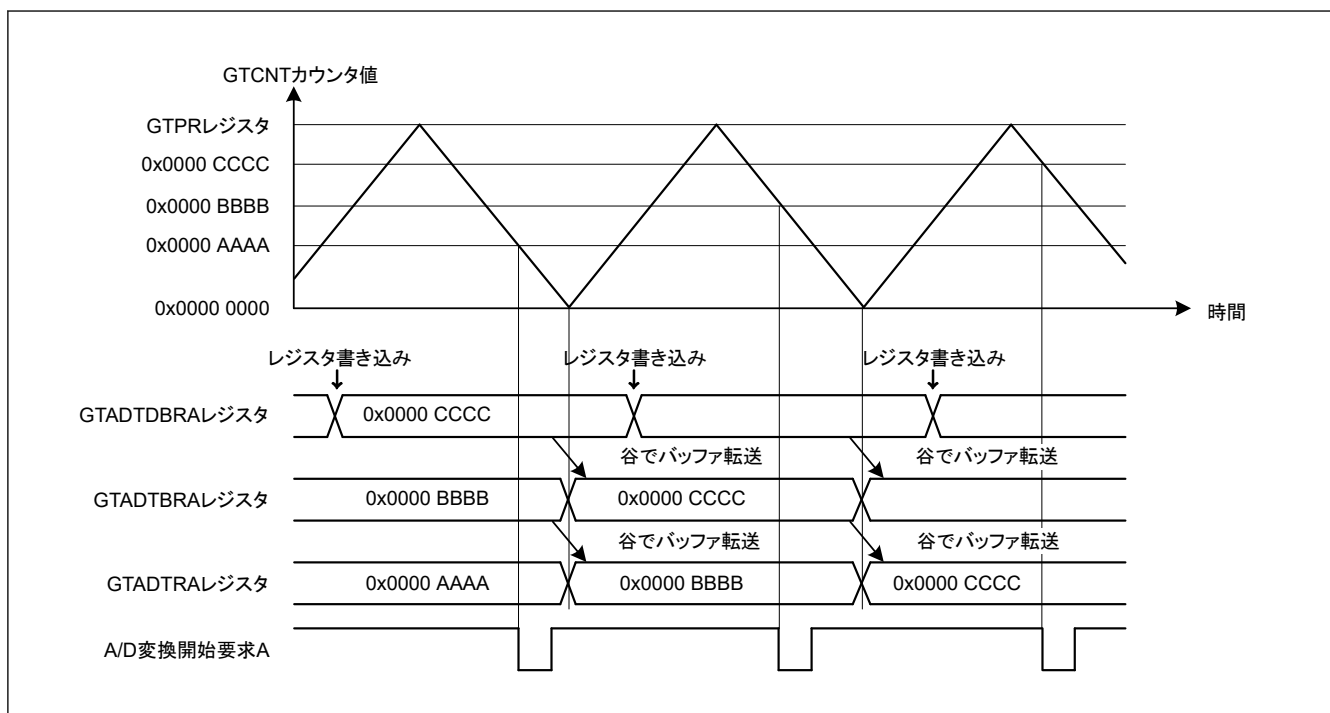 GTCNTカウンタ値
GTPRレジスタ
0x0000 CCCC
0x0000 BBBB
0x0000 AAAA
0x0000 0000
時間
レジスタ書き込み レジスタ書き込み レジスタ書き込み
GTADTDBRAレジスタ 0x0000 CCCC
谷でバッファ転送 谷でバッファ転送
GTADTBRAレジスタ 0x0000 BBBB 0x0000 CCCC
谷でバッファ転送 谷でバッファ転送
GTADTRAレジスタ 0x0000 AAAA 0x0000 BBBB 0x0000 CCCC
A/D変換開始要求A